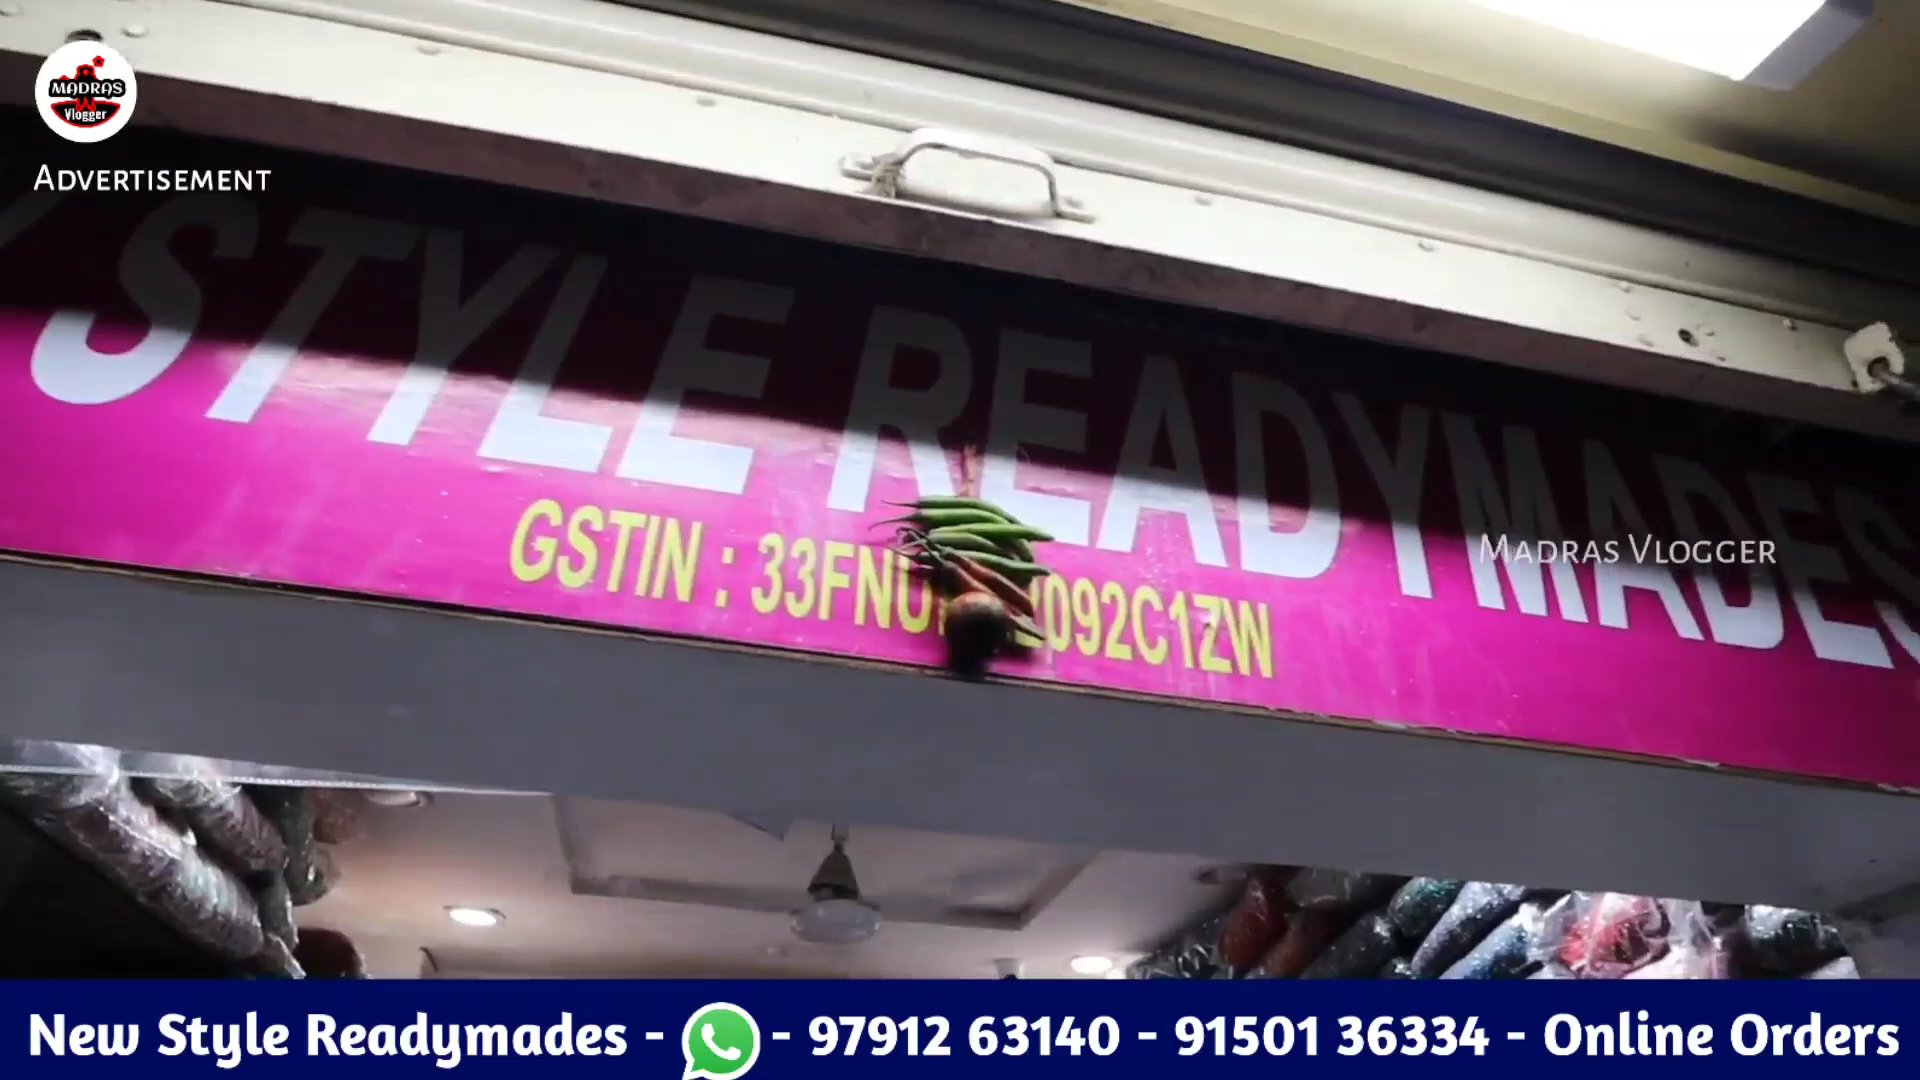 MADRAS
Vlogger
ADVERTISEMENT
STYLE READYMADES
GSTIN : 33FNU 092C1ZW
MADRAS VLOGGER
New Style Readymades - - 97912 63140 - 91501 36334 - Online Orders